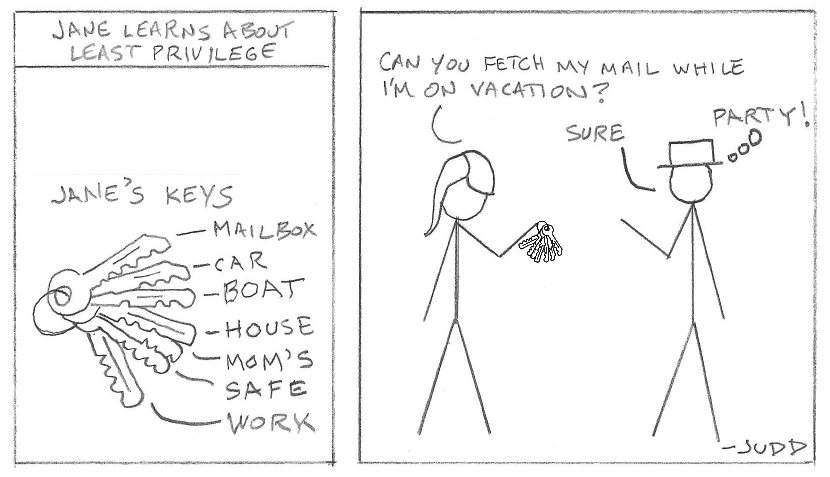 JANE LEARNS ABOUT
LEAST PRIVILEGE
JANE'S KEYS
MAILBOX
CAR
BOAT
HOUSE
MOM'S
SAFE
WORK
CAN YOU FETCH MY MAIL WHILE
I'M ON VACATION?
SURE
PARTY!
-JUDD